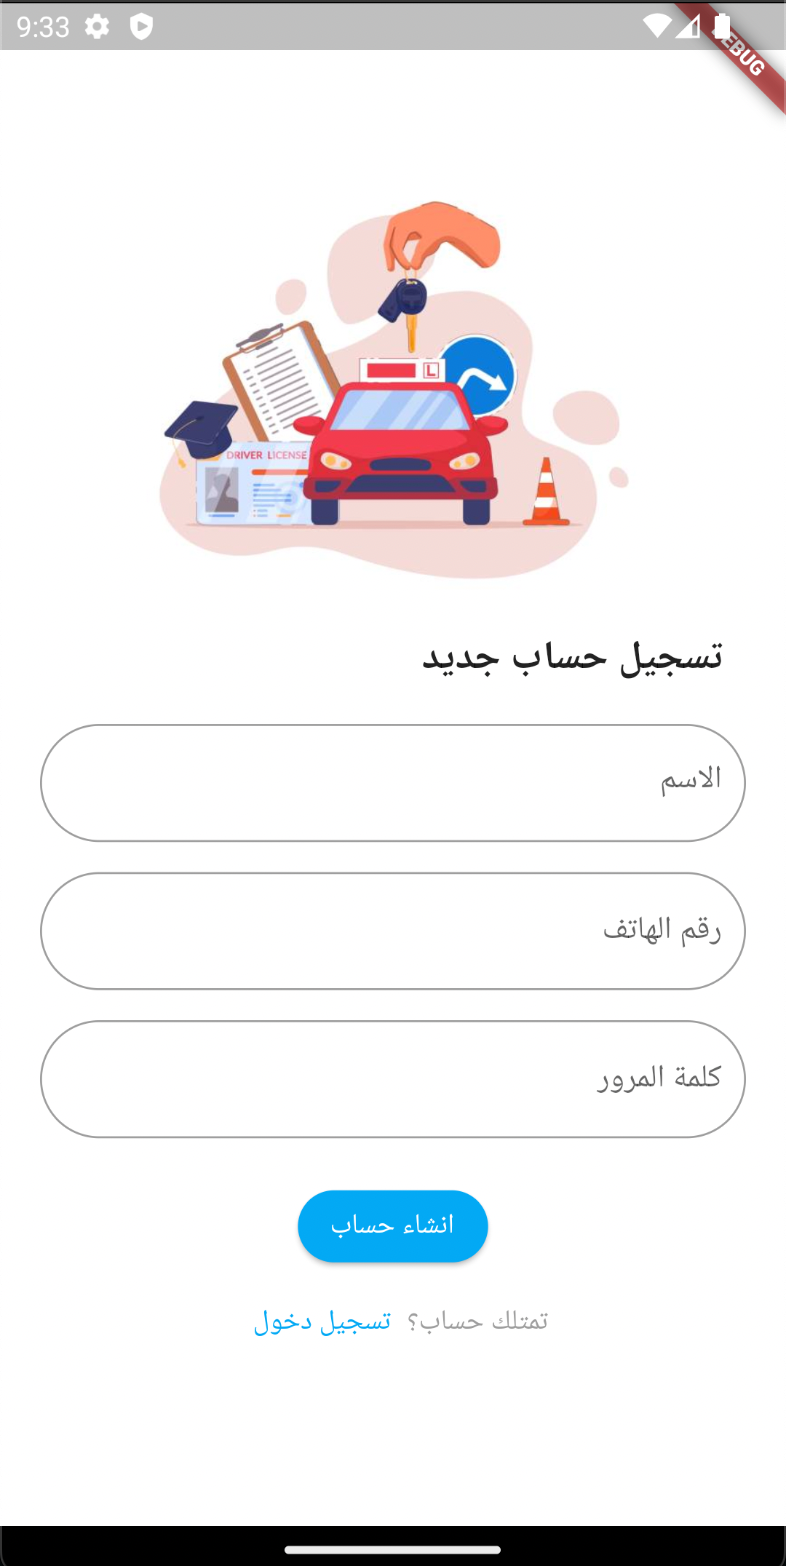 9:33
DEBUG
L
DRIVER LICENSE
تسجيل حساب جديد
الاسم
رقم الهاتف
كلمة المرور
انشاء حساب
تمتلك حساب؟ تسجيل دخول